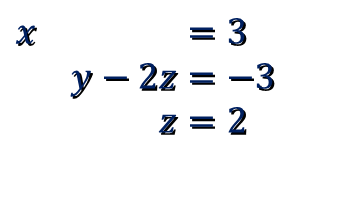 x = 3
y − 2z = −3
z = 2